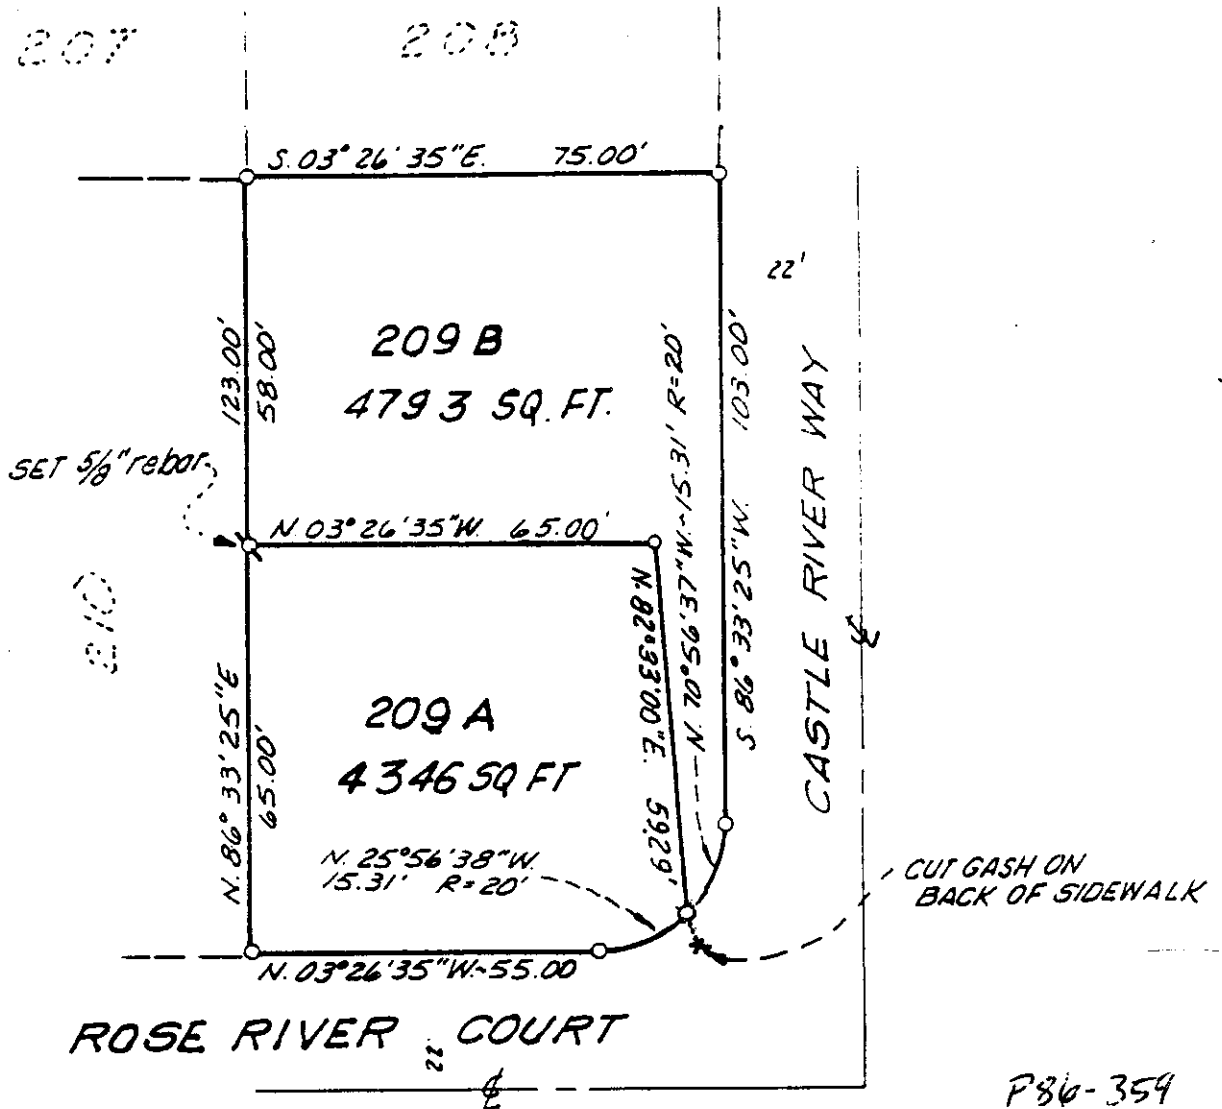 207
208
S. 03° 26' 35" E. 75.00'
22'
123.00'
58.00'
209 B
4793 SQ. FT.
N. 70° 56' 37" W.~15.31' R=20'
S. 86° 33' 25" W. 103.00'
CASTLE RIVER WAY
SET 5/8" rebar
N. 03° 26' 35" W. 65.00'
210
N. 86° 33' 25" E
65.00'
209 A
4346 SQ FT
N. 82° 33' 00" E. 59.29'
N. 25° 56' 38" W.
15.31' R=20'
CUT GASH ON
BACK OF SIDEWALK
N. 03° 26' 35" W.~55.00
ROSE RIVER COURT
22'
℄
℄
P86-359